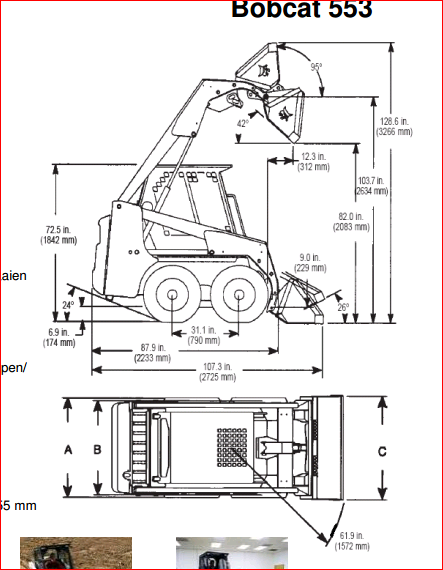 Bobcat 553
95°
42°
128.6 in.
(3266 mm)
12.3 in.
(312 mm)
103.7 in.
(2634 mm)
82.0 in.
(2083 mm)
72.5 in.
(1842 mm)
9.0 in.
(229 mm)
aien
24°
26°
6.9 in.
(174 mm)
31.1 in.
(790 mm)
87.9 in.
(2233 mm)
pen/
107.3 in.
(2725 mm)
A
B
C
65 mm
61.9 in.
(1572 mm)